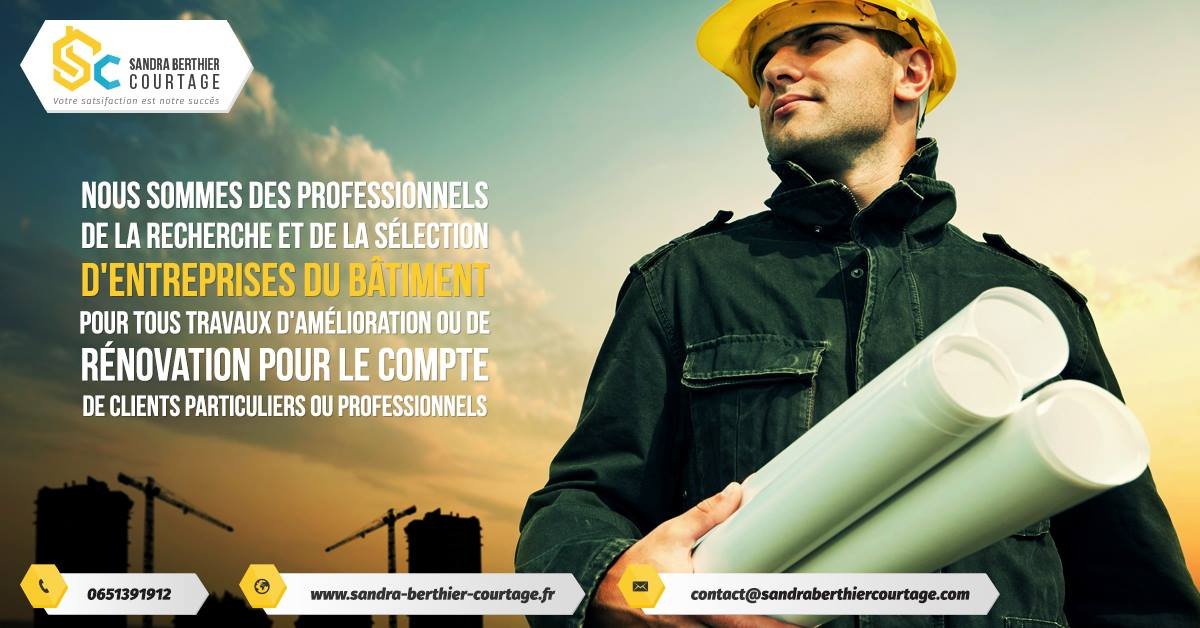 SC
SANDRA BERTHIER
COURTAGE
Votre satsifaction est notre succés
NOUS SOMMES DES PROFESSIONNELS
DE LA RECHERCHE ET DE LA SÉLECTION
D'ENTREPRISES DU BÂTIMENT
POUR TOUS TRAVAUX D'AMÉLIORATION OU DE
RÉNOVATION POUR LE COMPTE
DE CLIENTS PARTICULIERS OU PROFESSIONNELS
0651391912
www.sandra-berthier-courtage.fr
contact@sandraberthiercourtage.com